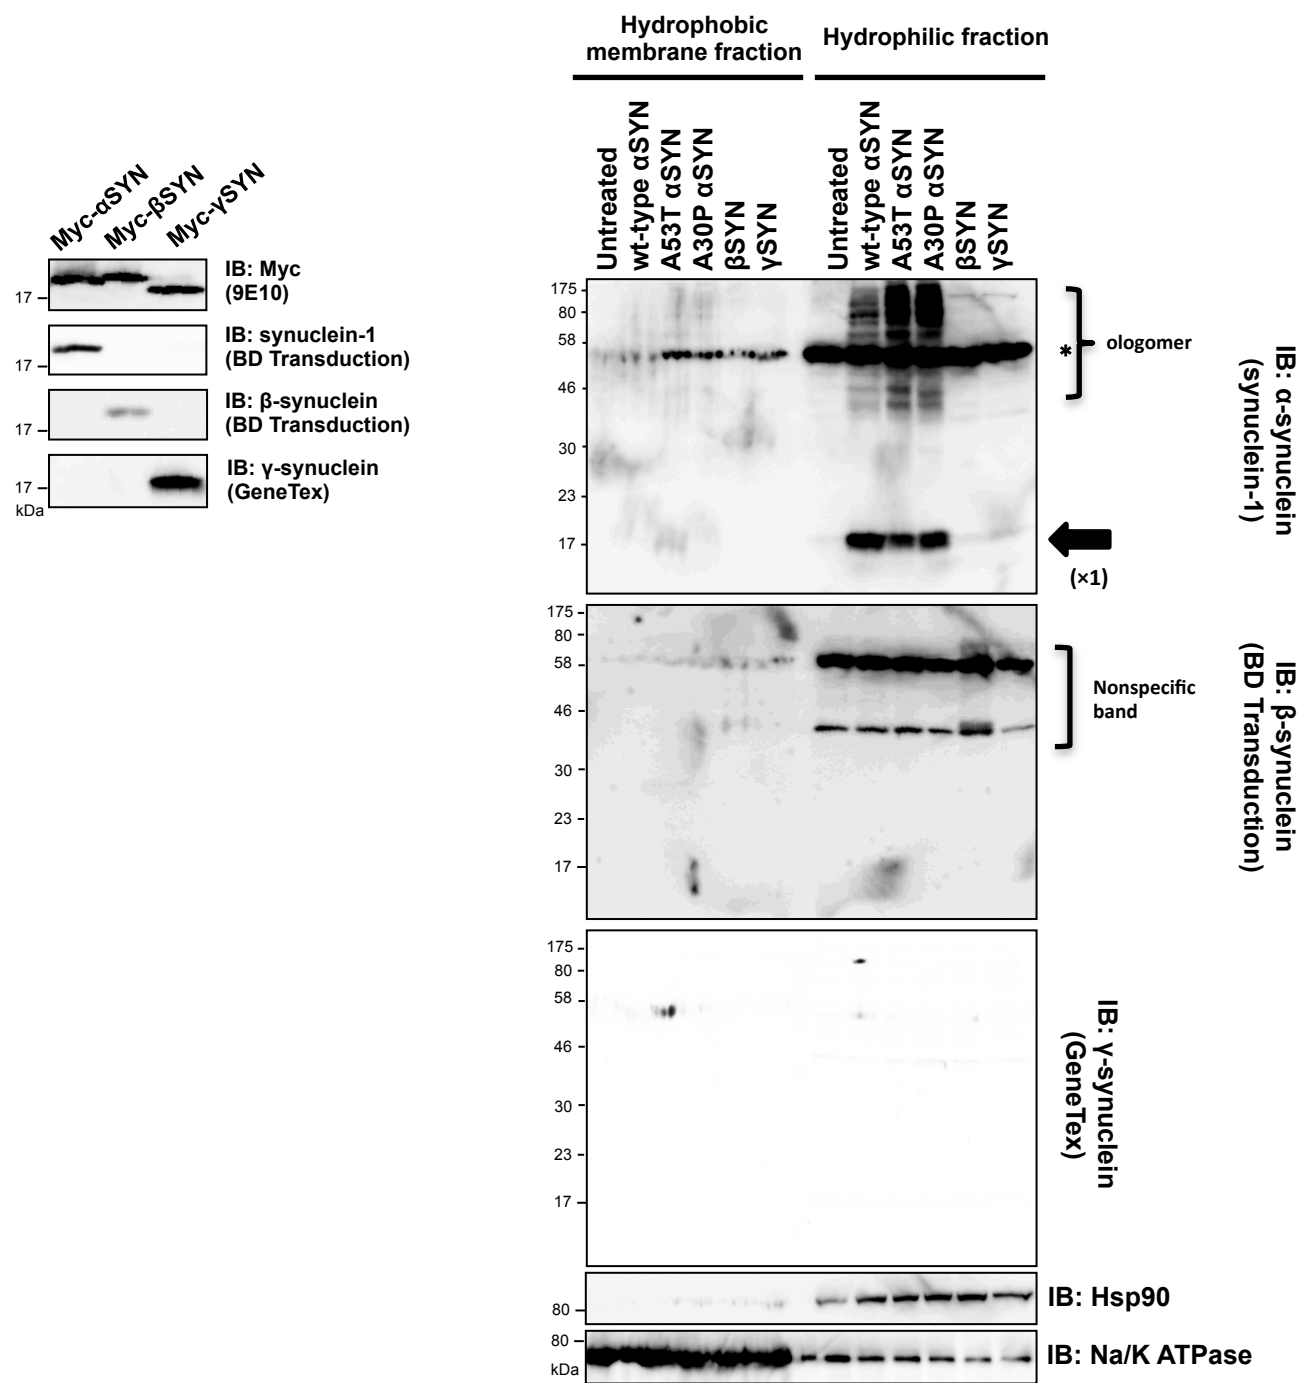 Myc-αSYN
Myc-βSYN
Myc-γSYN
17
IB: Myc
(9E10)
17
IB: synuclein-1
(BD Transduction)
17
IB: β-synuclein
(BD Transduction)
17
kDa
IB: γ-synuclein
(GeneTex)
Hydrophobic
membrane fraction
Hydrophilic fraction
Untreated
wt-type αSYN
A53T αSYN
A30P αSYN
βSYN
γSYN
Untreated
wt-type αSYN
A53T αSYN
A30P αSYN
βSYN
γSYN
175
80
58
46
30
23
17
*
ologomer
(×1)
IB: α-synuclein
(synuclein-1)
175
80
58
46
30
23
17
Nonspecific
band
IB: β-synuclein
(BD Transduction)
175
80
58
46
30
23
17
IB: γ-synuclein
(GeneTex)
80
IB: Hsp90
80
kDa
IB: Na/K ATPase